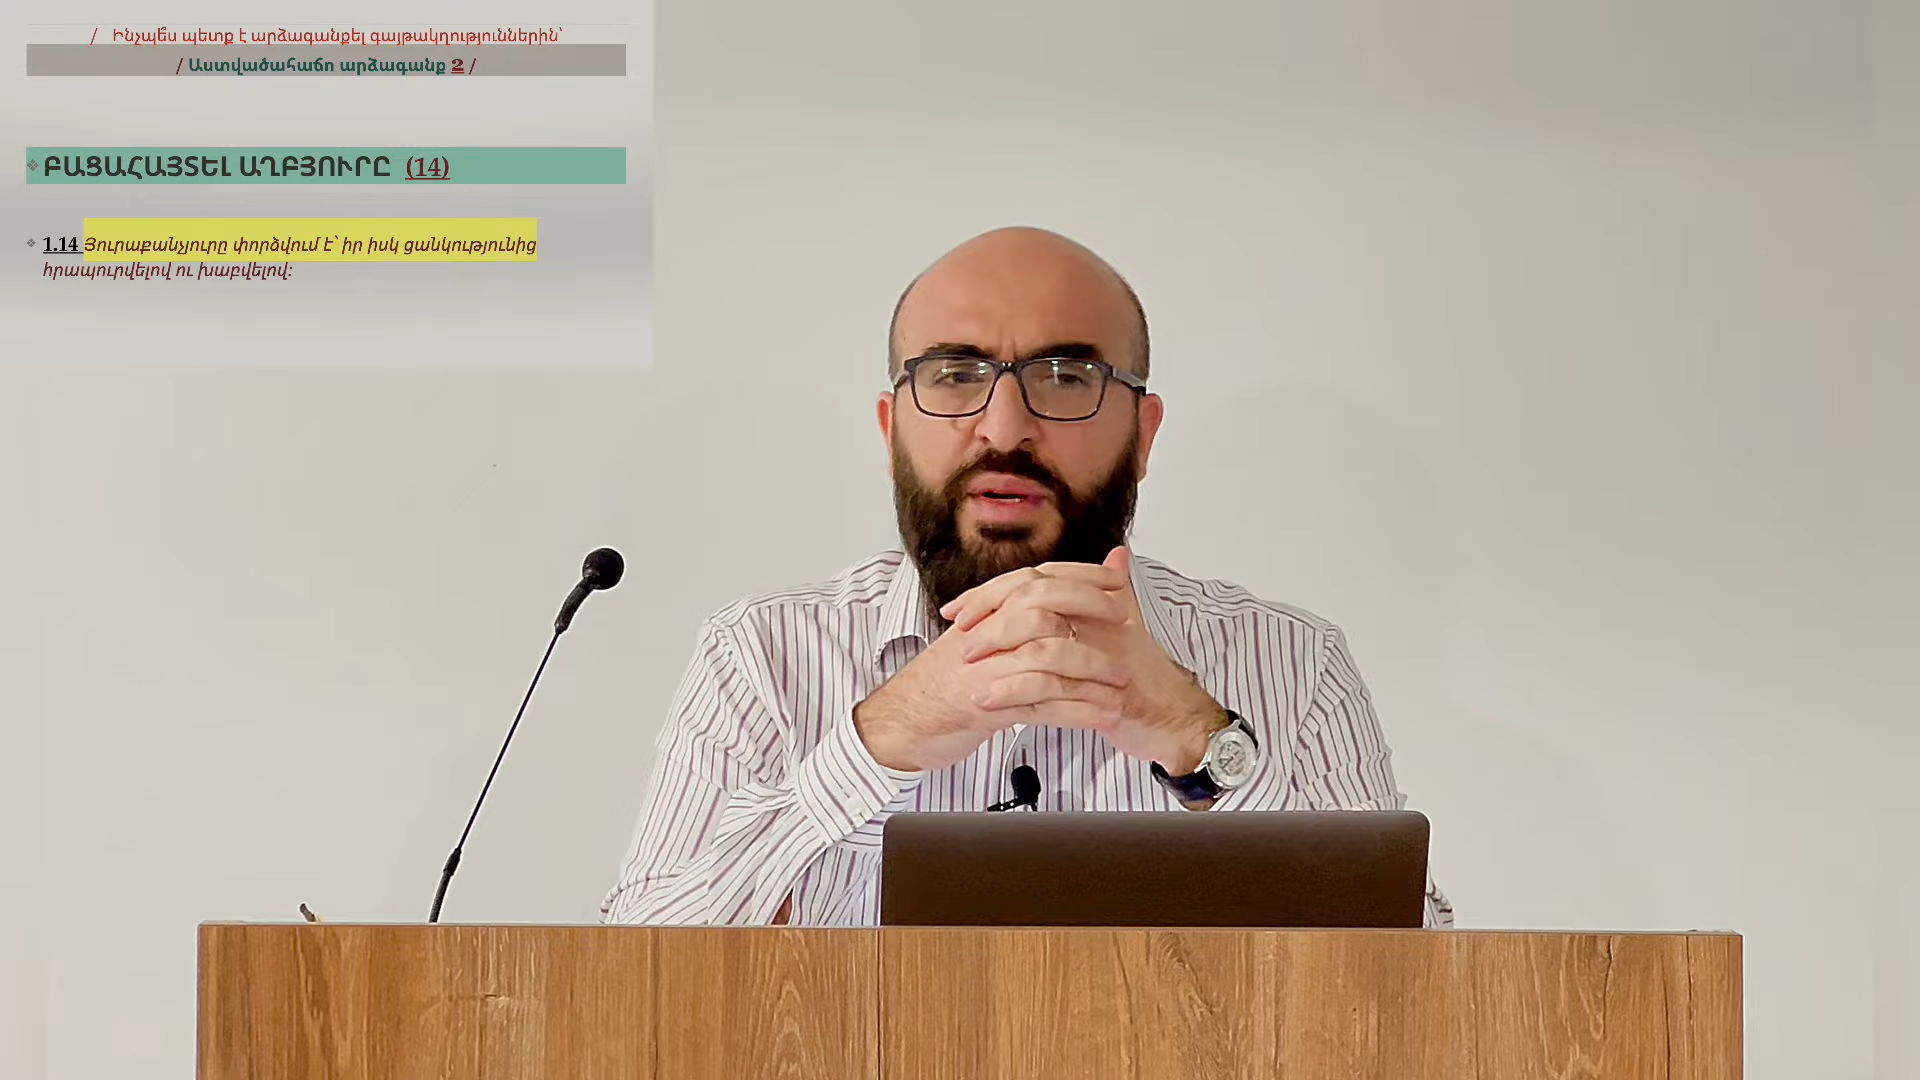 / Ինչպե՞ս պետք է արձագանքել գայթակղություններին՝
/ Աստվածահաճո արձագանք 2 /
ԲԱՑԱՀԱՅՏԵԼ ԱՂԲՅՈՒՐԸ (14)
1.14 Յուրաքանչյուրը փորձվում է՝ իր իսկ ցանկությունից
հրապուրվելով ու խաբվելով։